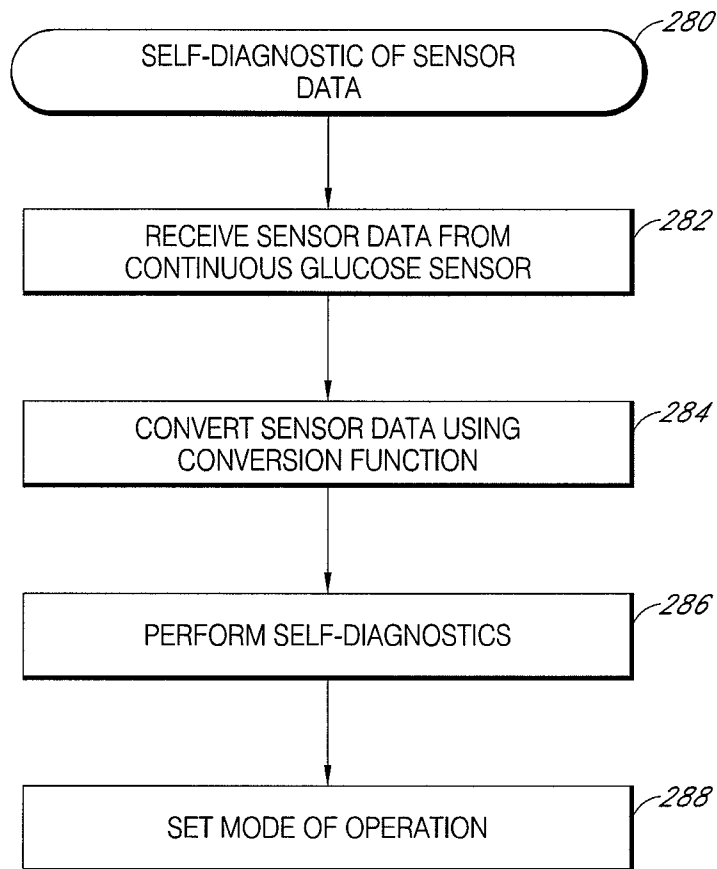 280
SELF-DIAGNOSTIC OF SENSOR
DATA
282
RECEIVE SENSOR DATA FROM
CONTINUOUS GLUCOSE SENSOR
284
CONVERT SENSOR DATA USING
CONVERSION FUNCTION
286
PERFORM SELF-DIAGNOSTICS
288
SET MODE OF OPERATION